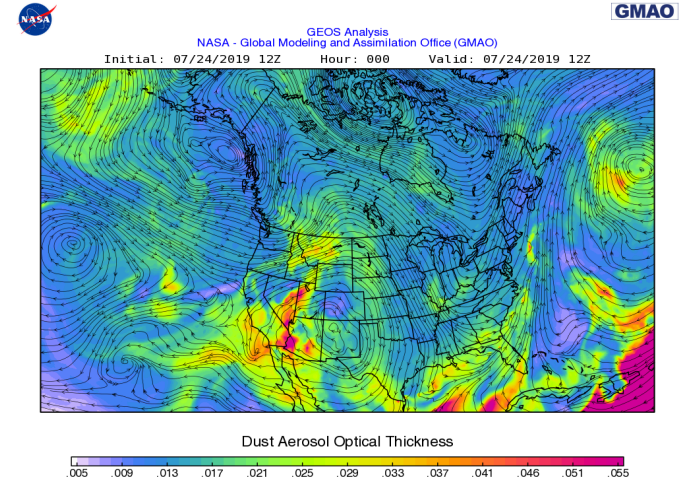 NASA
GMAO
GEOS Analysis
NASA - Global Modeling and Assimilation Office (GMAO)
Initial: 07/24/2019 12Z Hour: 000 Valid: 07/24/2019 12Z
Dust Aerosol Optical Thickness
.005 .009 .013 .017 .021 .025 .029 .033 .037 .041 .046 .051 .055